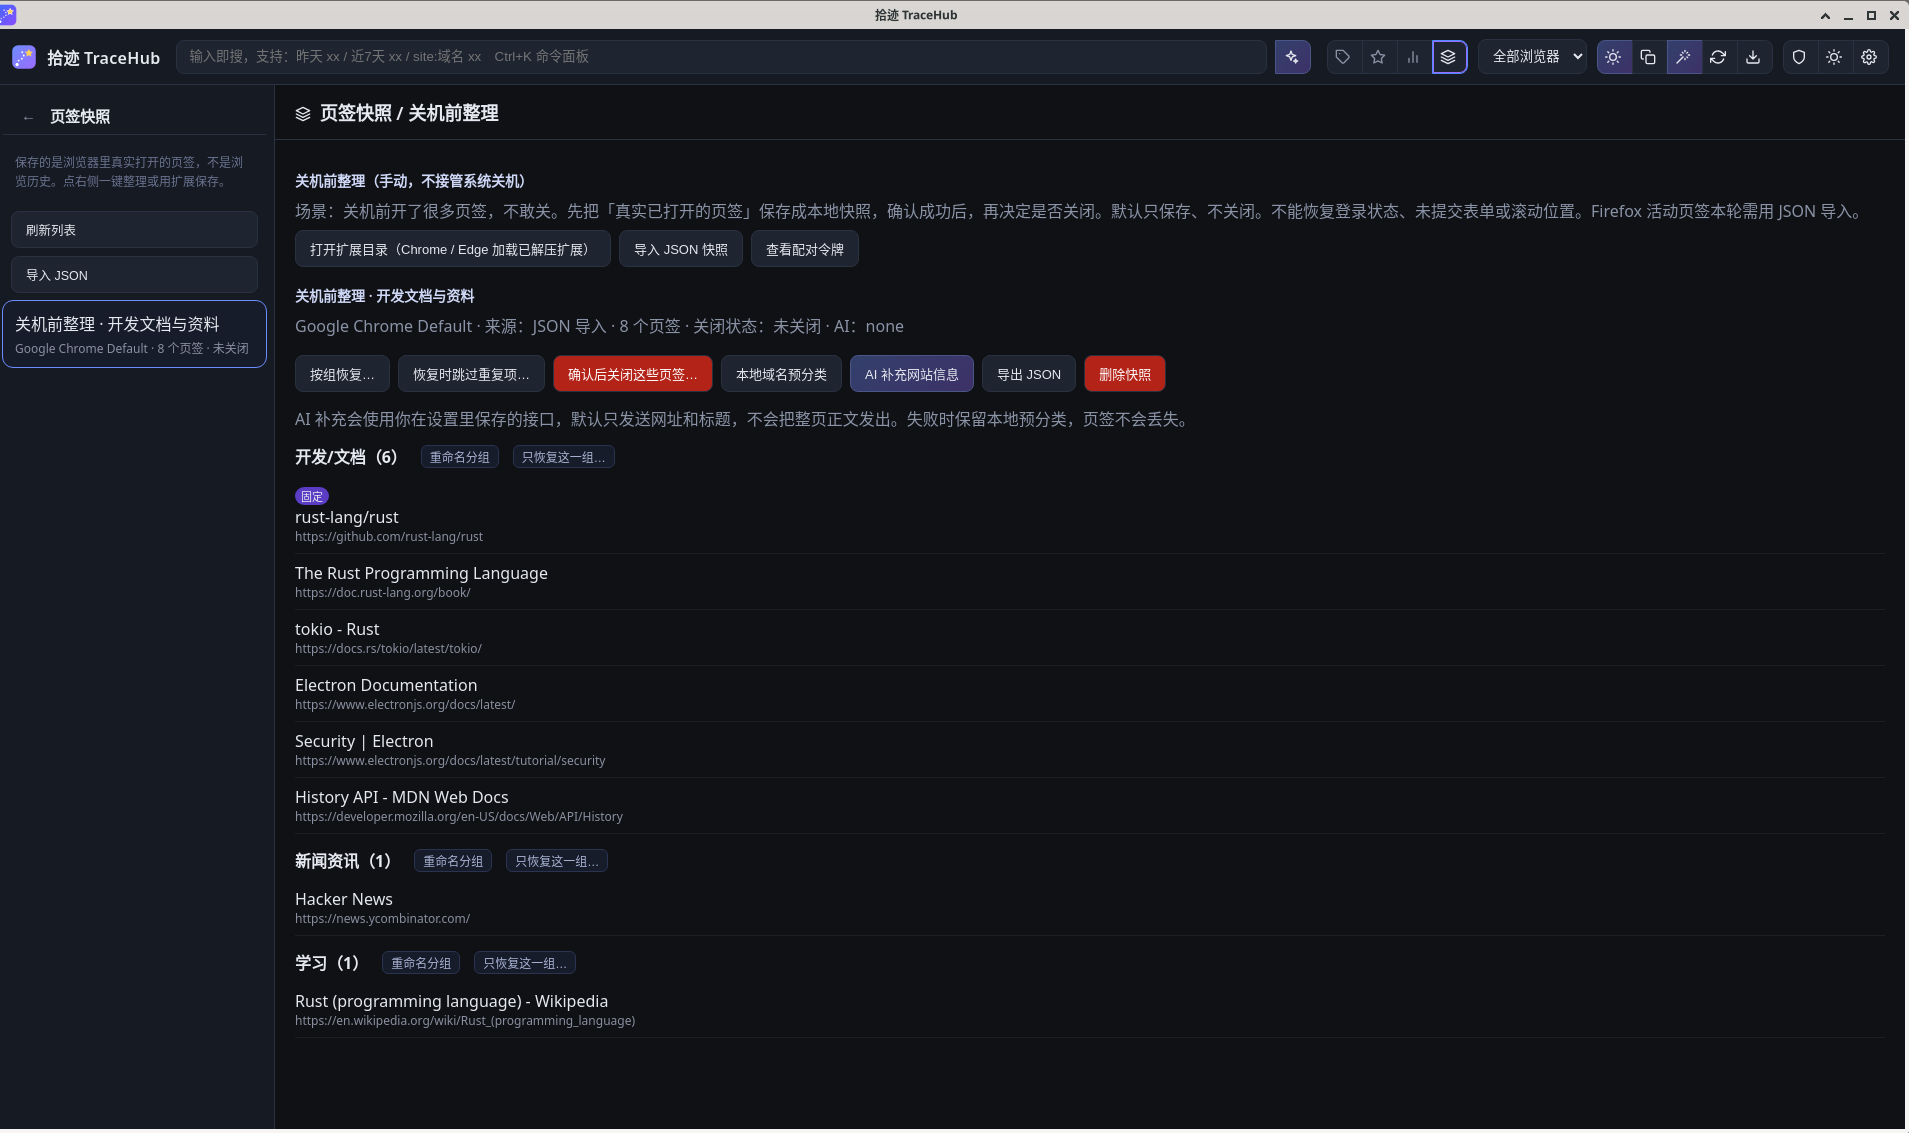 拾迹 TraceHub
拾迹 TraceHub
输入即搜，支持：昨天 xx / 近7天 xx / site:域名 xx Ctrl+K 命令面板
全部浏览器
← 页签快照
保存的是浏览器里真实打开的页签，不是浏
览历史。点右侧一键整理或用扩展保存。
刷新列表
导入 JSON
关机前整理 · 开发文档与资料
Google Chrome Default · 8 个页签 · 未关闭
页签快照 / 关机前整理
关机前整理（手动，不接管系统关机）
场景：关机前开了很多页签，不敢关。先把「真实已打开的页签」保存成本地快照，确认成功后，再决定是否关闭。默认只保存、不关闭。不能恢复登录状态、未提交表单或滚动位置。Firefox 活动页签本轮需用 JSON 导入。
打开扩展目录（Chrome / Edge 加载已解压扩展）
导入 JSON 快照
查看配对令牌
关机前整理 · 开发文档与资料
Google Chrome Default · 来源：JSON 导入 · 8 个页签 · 关闭状态：未关闭 · AI：none
按组恢复…
恢复时跳过重复项…
确认后关闭这些页签…
本地域名预分类
AI 补充网站信息
导出 JSON
删除快照
AI 补充会使用你在设置里保存的接口，默认只发送网址和标题，不会把整页正文发出。失败时保留本地预分类，页签不会丢失。
开发/文档（6）
重命名分组
只恢复这一组…
固定
rust-lang/rust
https://github.com/rust-lang/rust
The Rust Programming Language
https://doc.rust-lang.org/book/
tokio - Rust
https://docs.rs/tokio/latest/tokio/
Electron Documentation
https://www.electronjs.org/docs/latest/
Security | Electron
https://www.electronjs.org/docs/latest/tutorial/security
History API - MDN Web Docs
https://developer.mozilla.org/en-US/docs/Web/API/History
新闻资讯（1）
重命名分组
只恢复这一组…
Hacker News
https://news.ycombinator.com/
学习（1）
重命名分组
只恢复这一组…
Rust (programming language) - Wikipedia
https://en.wikipedia.org/wiki/Rust_(programming_language)